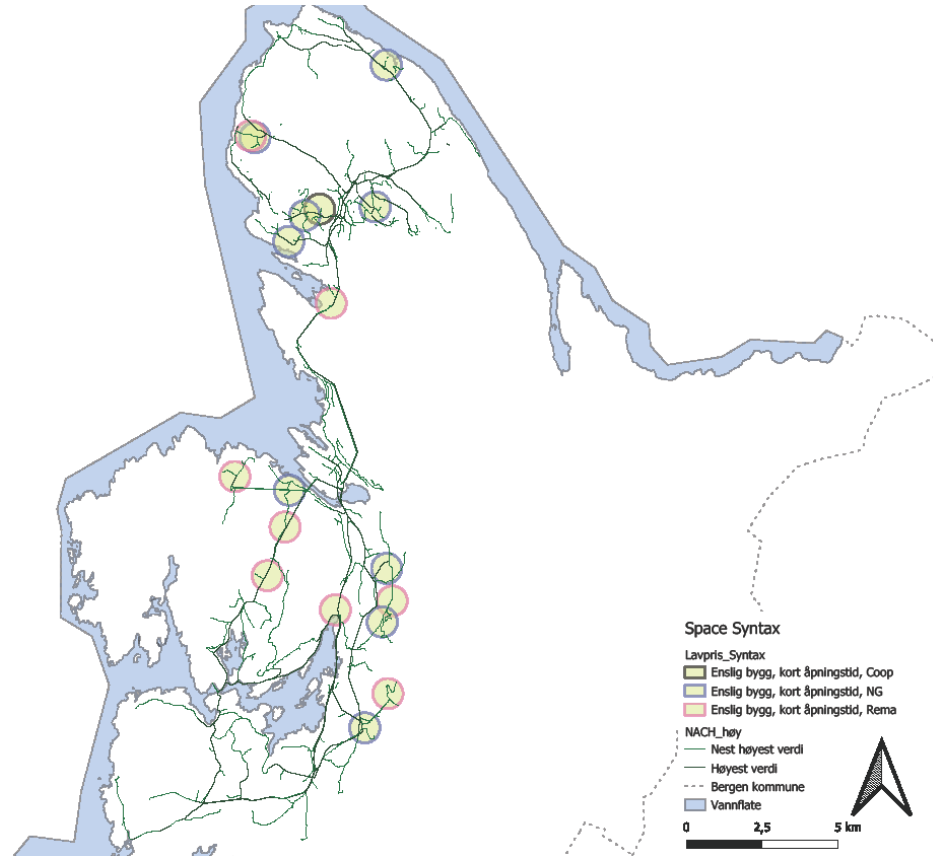 Space Syntax
Lavpris_Syntax
Enslig bygg, kort åpningstid, Coop
Enslig bygg, kort åpningstid, NG
Enslig bygg, kort åpningstid, Rema
NACH_høy
Nest høyest verdi
Høyest verdi
Bergen kommune
Vannflate
0 2,5 5 km